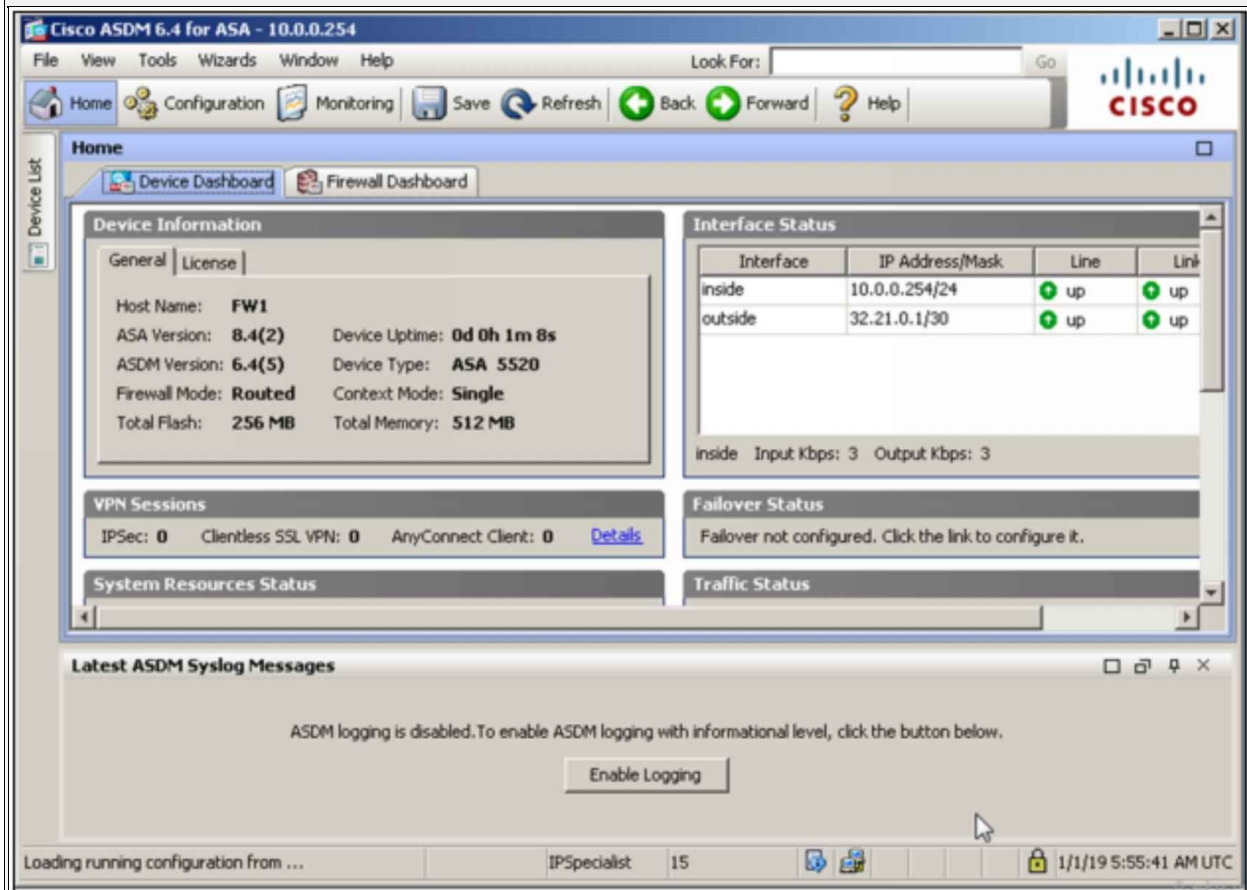 Cisco ASDM 6.4 for ASA - 10.0.0.254
File View Tools Wizards Window Help Look For: Go
Home Configuration Monitoring Save Refresh Back Forward Help
CISCO
Device List
Home
Device Dashboard Firewall Dashboard
Device Information
General License
Host Name: FW1
ASA Version: 8.4(2) Device Uptime: 0d 0h 1m 8s
ASDM Version: 6.4(5) Device Type: ASA 5520
Firewall Mode: Routed Context Mode: Single
Total Flash: 256 MB Total Memory: 512 MB
Interface Status
Interface IP Address/Mask Line Link
inside 10.0.0.254/24 up up
outside 32.21.0.1/30 up up
inside Input Kbps: 3 Output Kbps: 3
VPN Sessions
IPSec: 0 Clientless SSL VPN: 0 AnyConnect Client: 0 Details
Failover Status
Failover not configured. Click the link to configure it.
System Resources Status
Traffic Status
Latest ASDM Syslog Messages
ASDM logging is disabled.To enable ASDM logging with informational level, click the button below.
Enable Logging
Loading running configuration from ... IPSpecialist 15 1/1/19 5:55:41 AM UTC